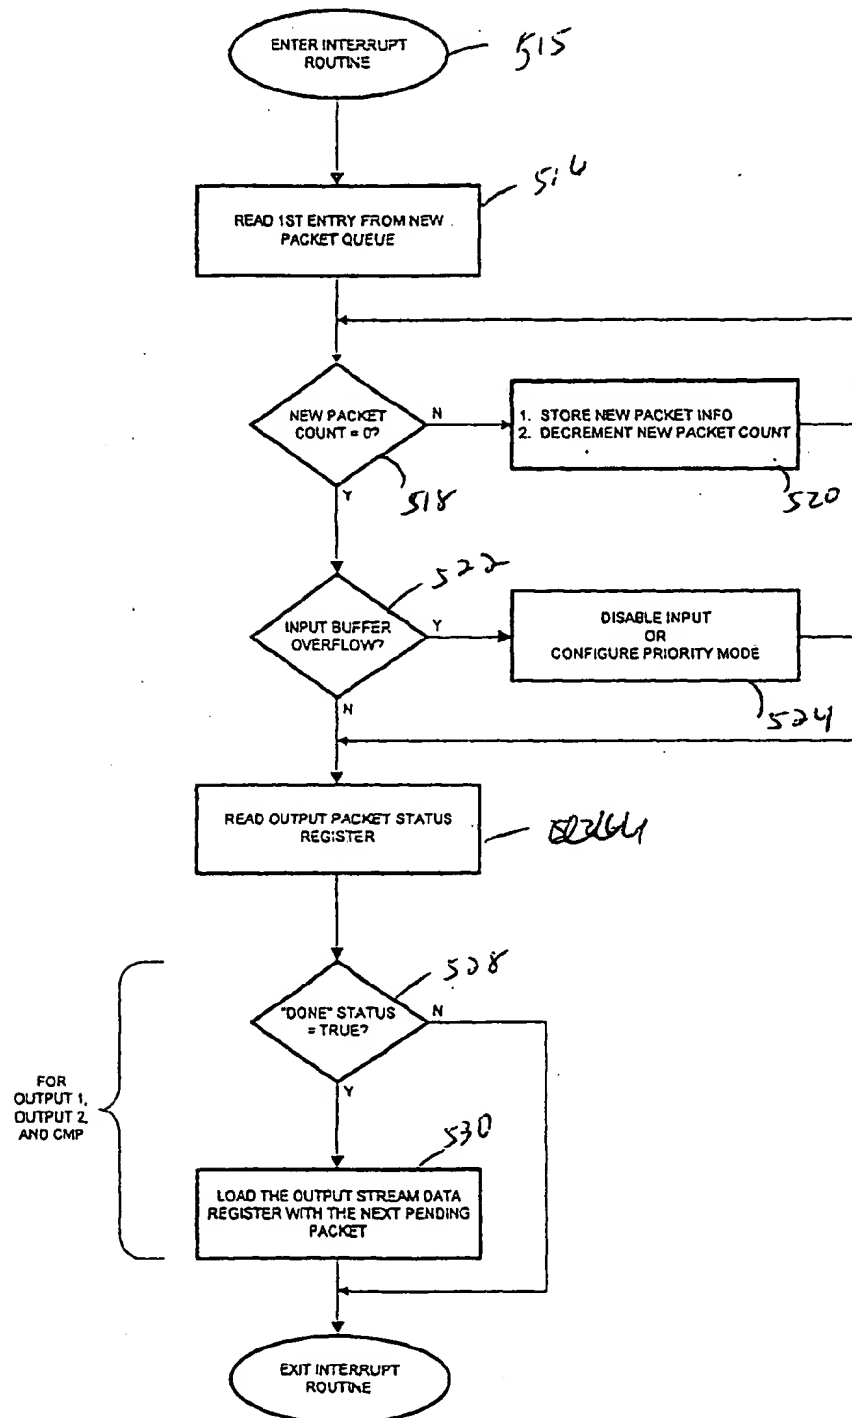 ENTER INTERRUPT
ROUTINE
515
516
READ 1ST ENTRY FROM NEW
PACKET QUEUE
NEW PACKET
COUNT = 0?
N
Y
518
1. STORE NEW PACKET INFO
2. DECREMENT NEW PACKET COUNT
520
522
INPUT BUFFER
OVERFLOW?
Y
N
DISABLE INPUT
OR
CONFIGURE PRIORITY MODE
524
READ OUTPUT PACKET STATUS
REGISTER
528
"DONE" STATUS
= TRUE?
N
Y
FOR
OUTPUT 1,
OUTPUT 2,
AND CMP
530
LOAD THE OUTPUT STREAM DATA
REGISTER WITH THE NEXT PENDING
PACKET
EXIT INTERRUPT
ROUTINE